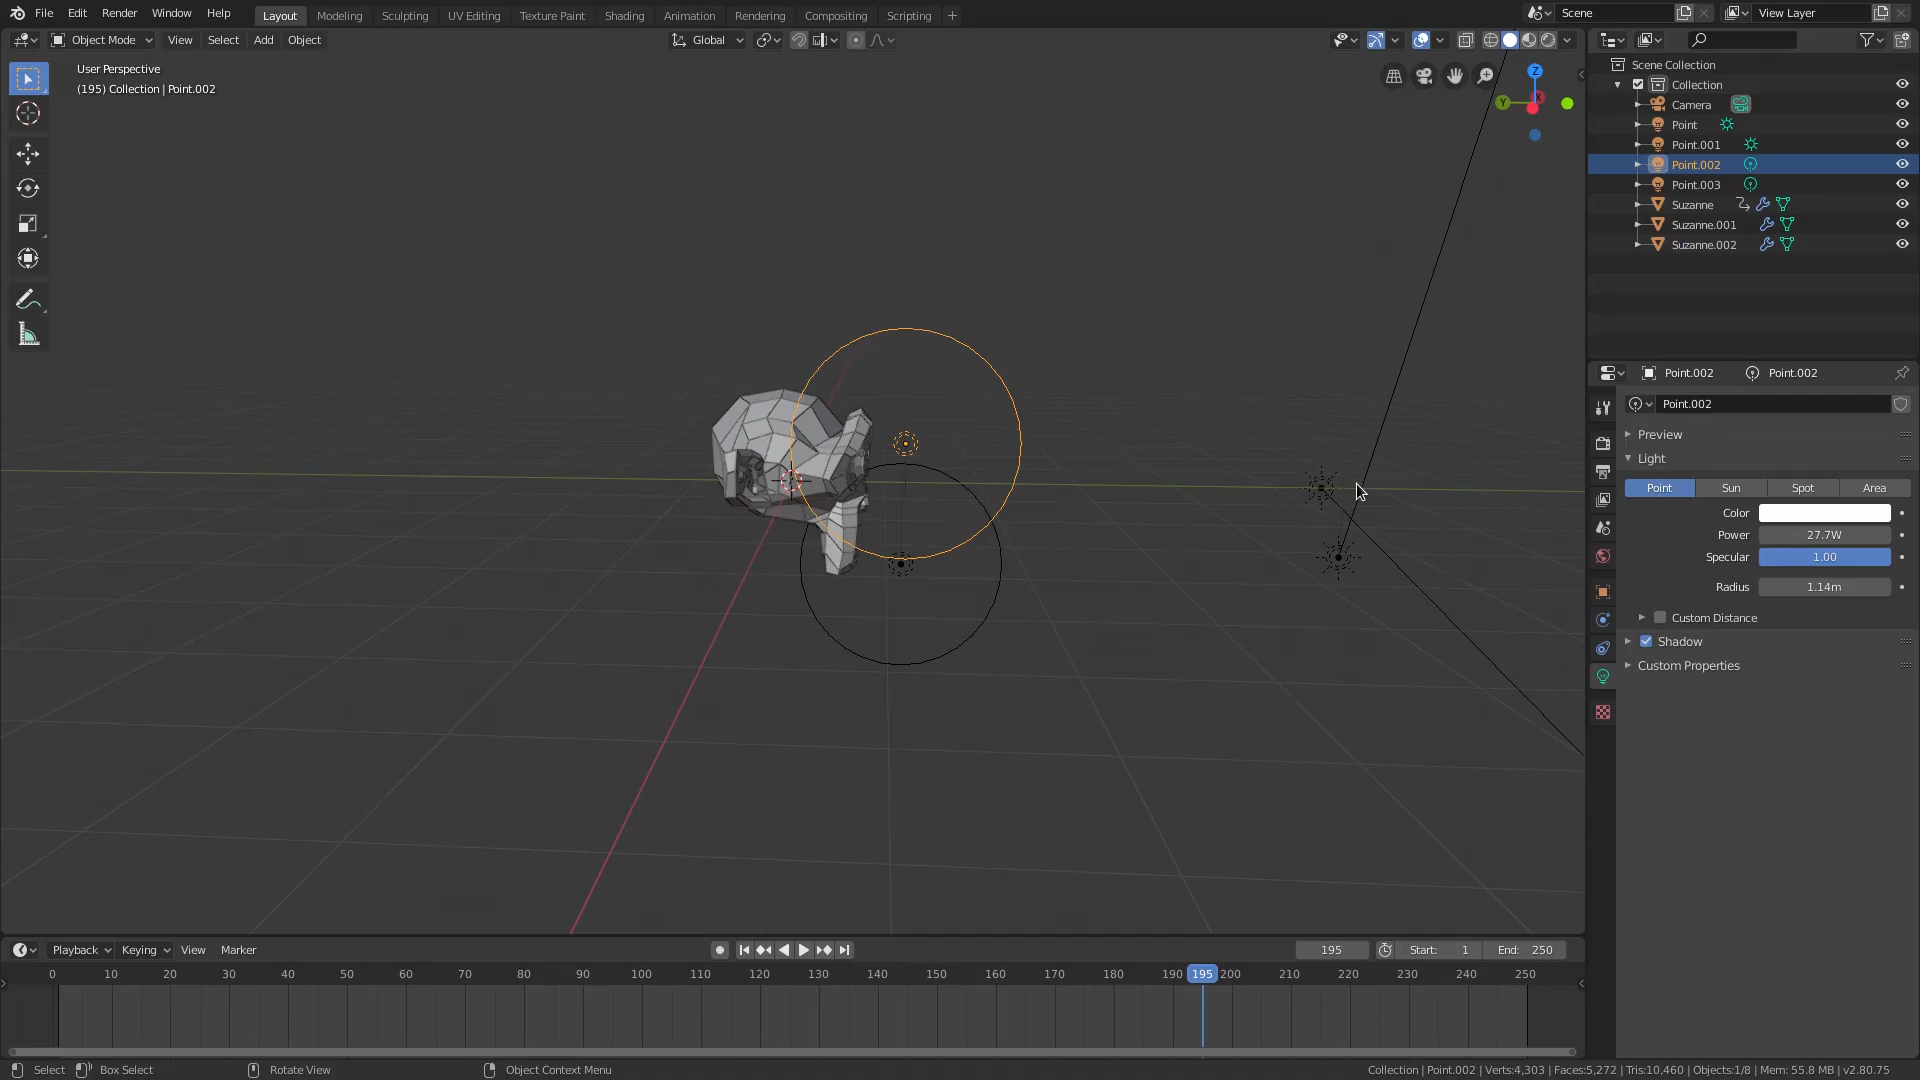 File Edit Render Window Help Layout Modeling Sculpting UV Editing Texture Paint Shading Animation Rendering Compositing Scripting + Scene View Layer
Object Mode View Select Add Object Global
User Perspective
(195) Collection | Point.002
Z
Y
X
Scene Collection
Collection
Camera
Point
Point.001
Point.002
Point.003
Suzanne
Suzanne.001
Suzanne.002
Point.002 Point.002
Point.002
Preview
Light
Point Sun Spot Area
Color
Power 27.7W
Specular 1.00
Radius 1.14m
Custom Distance
Shadow
Custom Properties
Playback Keying View Marker 195 Start: 1 End: 250
0 10 20 30 40 50 60 70 80 90 100 110 120 130 140 150 160 170 180 190 195 200 210 220 230 240 250
Select Box Select Rotate View Object Context Menu Collection | Point.002 | Verts:4,303 | Faces:5,272 | Tris:10,460 | Objects:1/8 | Mem: 55.8 MB | v2.80.75